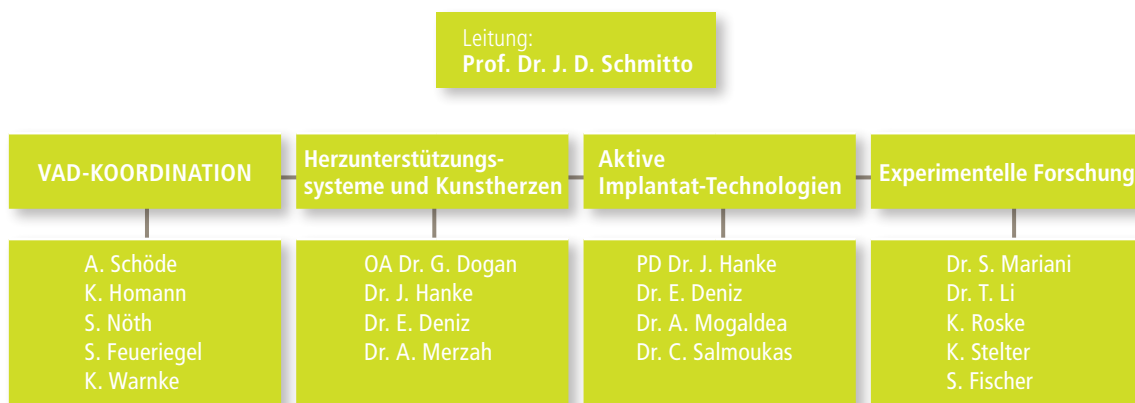 Leitung:
Prof. Dr. J. D. Schmitto
VAD-KOORDINATION
A. Schöde
K. Homann
S. Nöth
S. Feueriegel
K. Warnke
Herzunterstützungs-
systeme und Kunstherzen
OA Dr. G. Dogan
Dr. J. Hanke
Dr. E. Deniz
Dr. A. Merzah
Aktive
Implantat-Technologien
PD Dr. J. Hanke
Dr. E. Deniz
Dr. A. Mogaldea
Dr. C. Salmoukas
Experimentelle Forschung
Dr. S. Mariani
Dr. T. Li
K. Roske
K. Stelter
S. Fischer